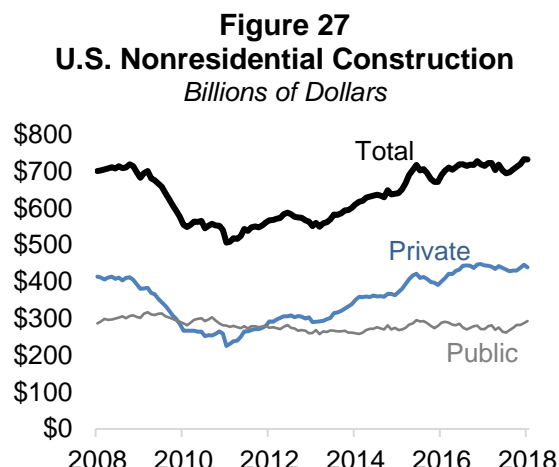 Figure 27
U.S. Nonresidential Construction
Billions of Dollars
$800
$700
$600
$500
$400
$300
$200
$100
$0
Total
Private
Public
2008 2010 2012 2014 2016 2018